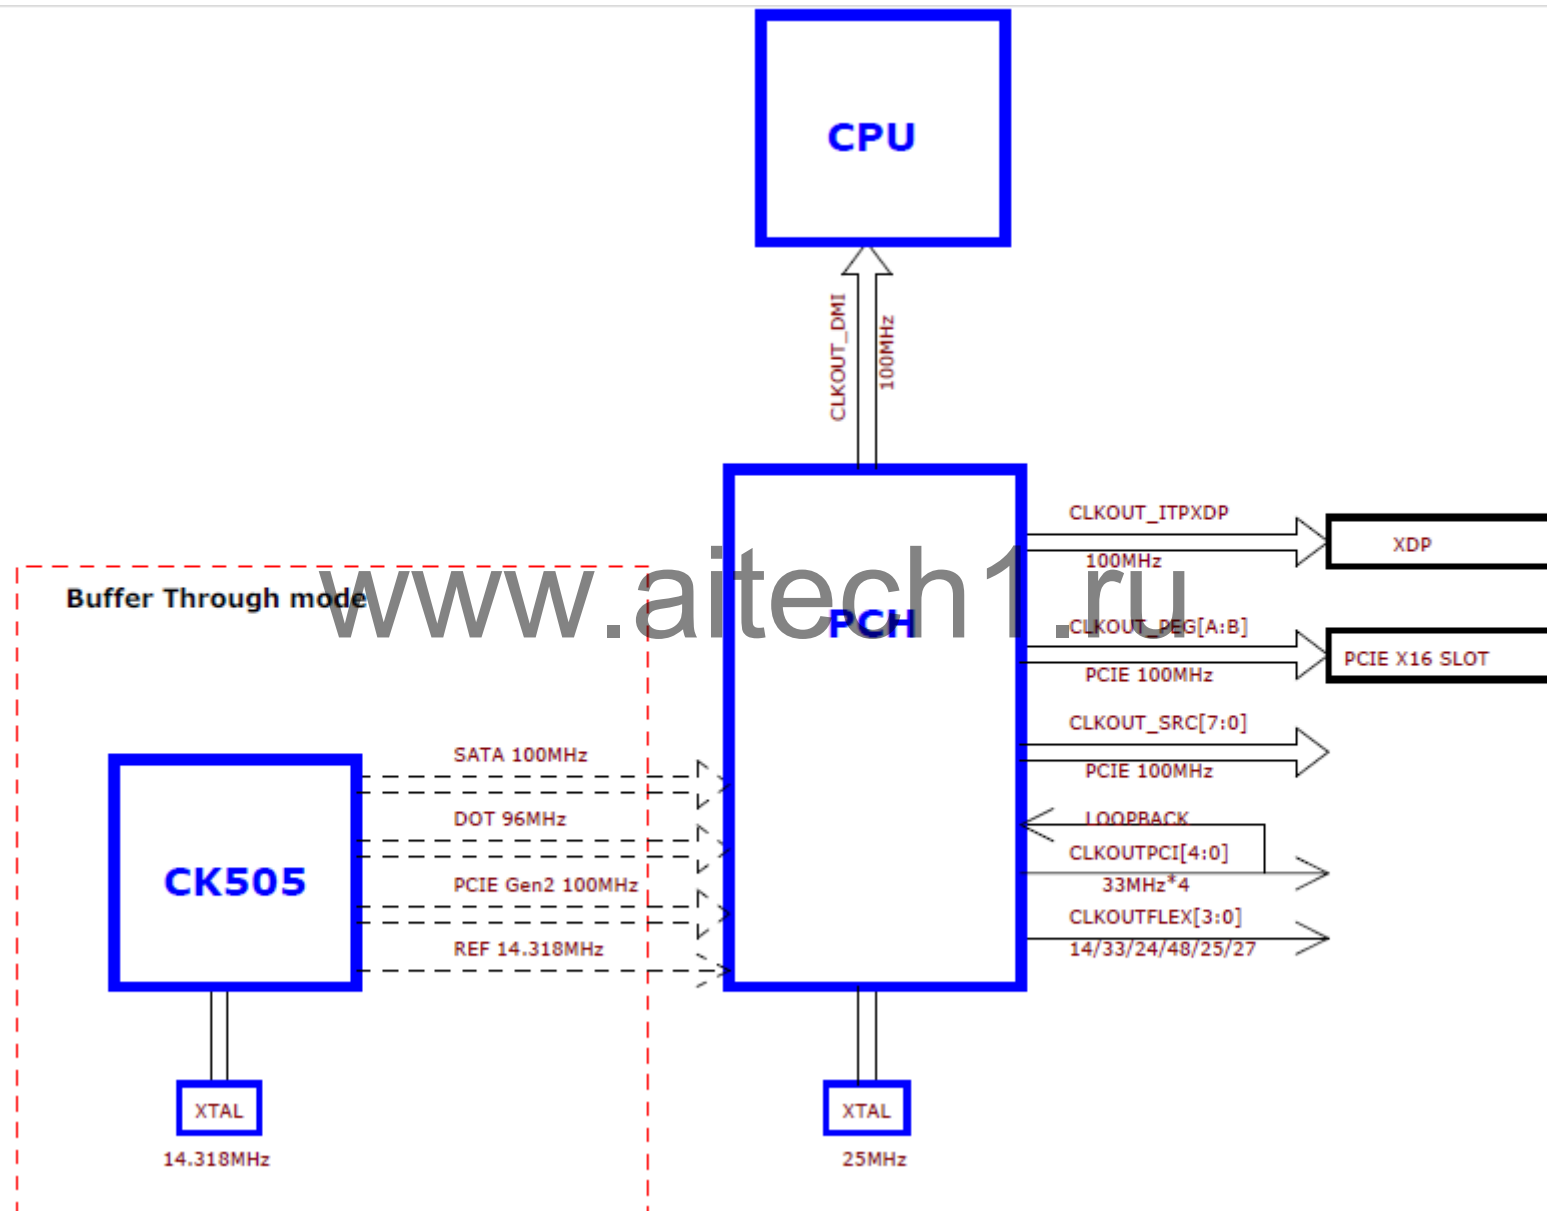 CPU
CLKOUT_DMI
100MHz
CLKOUT_ITPXDP
100MHz
XDP
Buffer Through mode
www.aitech1.ru
PCH
CLKOUT_PEG[A:B]
PCIE 100MHz
PCIE X16 SLOT
CLKOUT_SRC[7:0]
PCIE 100MHz
SATA 100MHz
DOT 96MHz
PCIE Gen2 100MHz
REF 14.318MHz
CK505
LOOPBACK
CLKOUTPCI[4:0]
33MHz*4
CLKOUTFLEX[3:0]
14/33/24/48/25/27
XTAL
14.318MHz
XTAL
25MHz